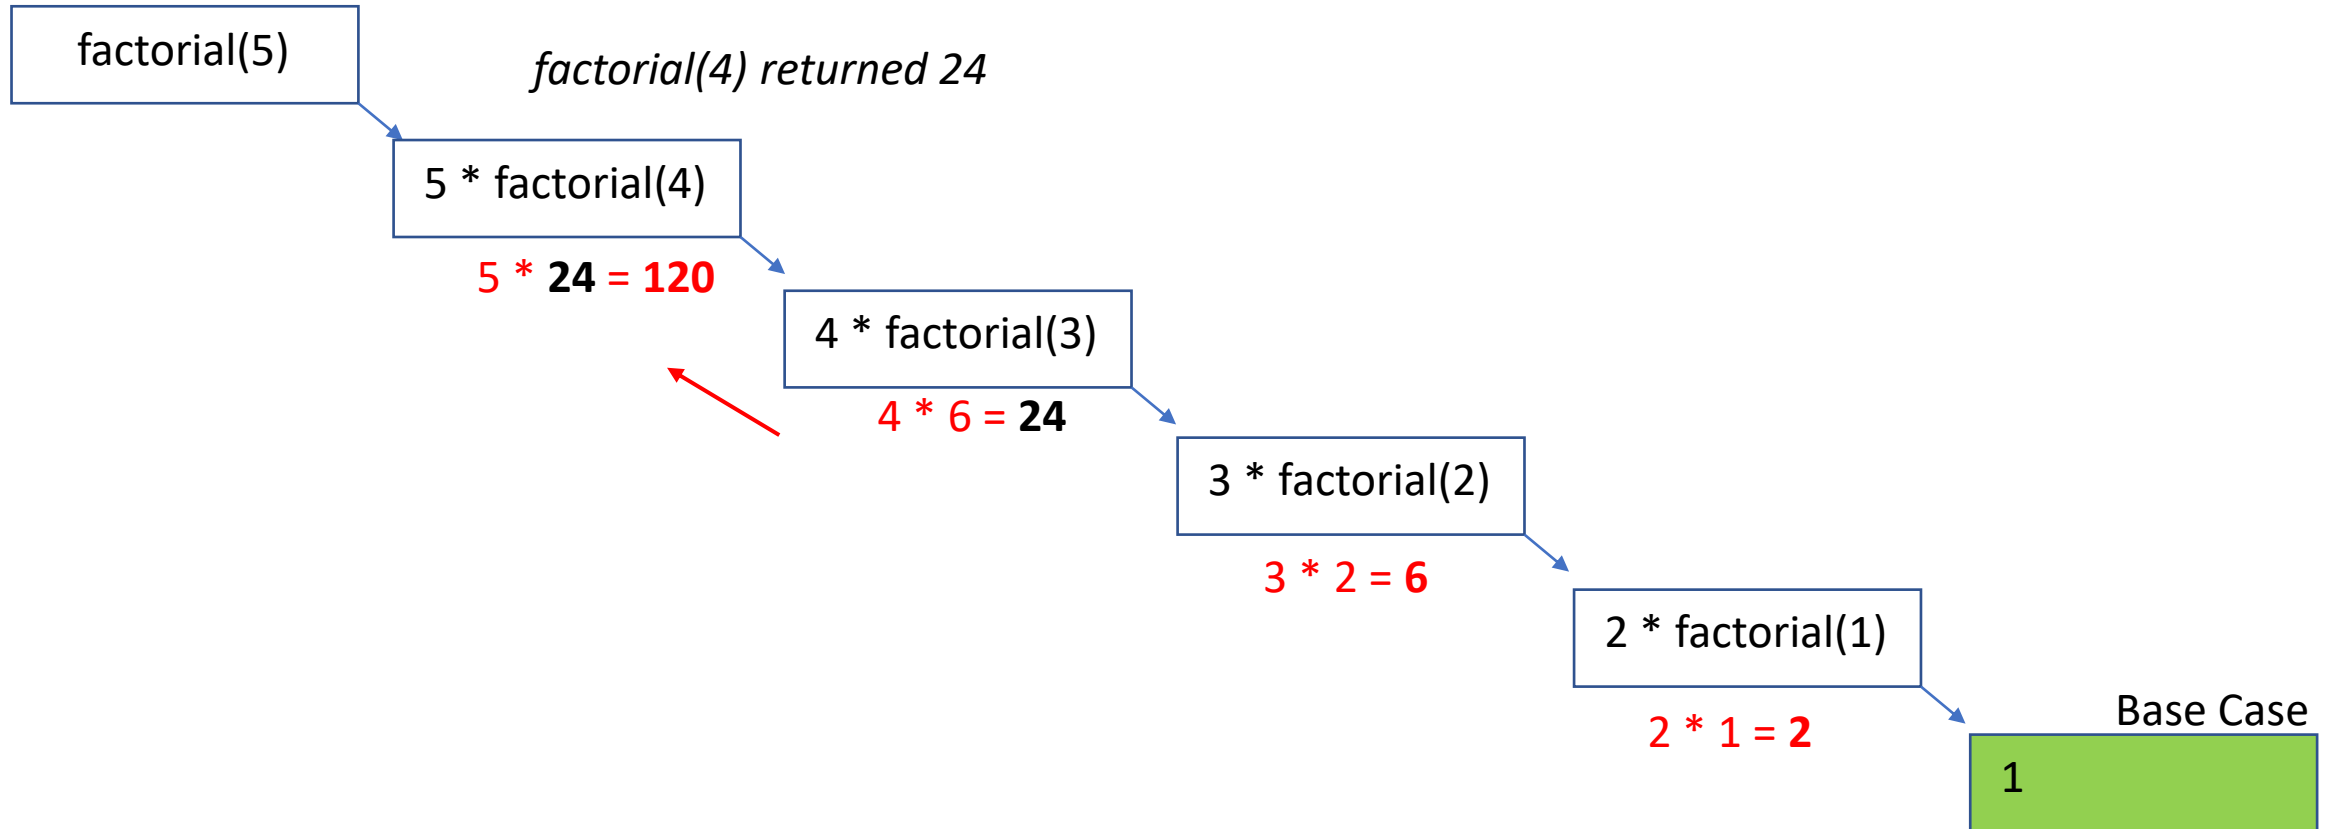 factorial(5)
factorial(4) returned 24
5 * factorial(4)
5 * 24 = 120
4 * factorial(3)
4 * 6 = 24
3 * factorial(2)
3 * 2 = 6
2 * factorial(1)
2 * 1 = 2
Base Case
1